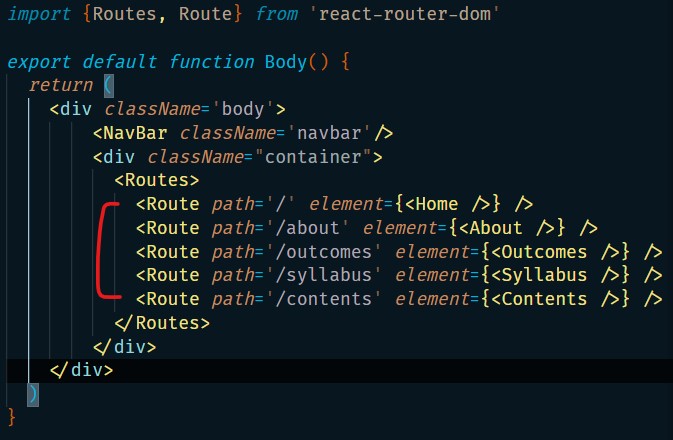 import {Routes, Route} from 'react-router-dom'
export default function Body() {
return (
<div className='body'>
<NavBar className='navbar'/>
<div className="container">
<Routes>
<Route path='/' element={<Home />} />
<Route path='/about' element={<About />} />
<Route path='/outcomes' element={<Outcomes />} />
<Route path='/syllabus' element={<Syllabus />} />
<Route path='/contents' element={<Contents />} />
</Routes>
</div>
</div>
)
}